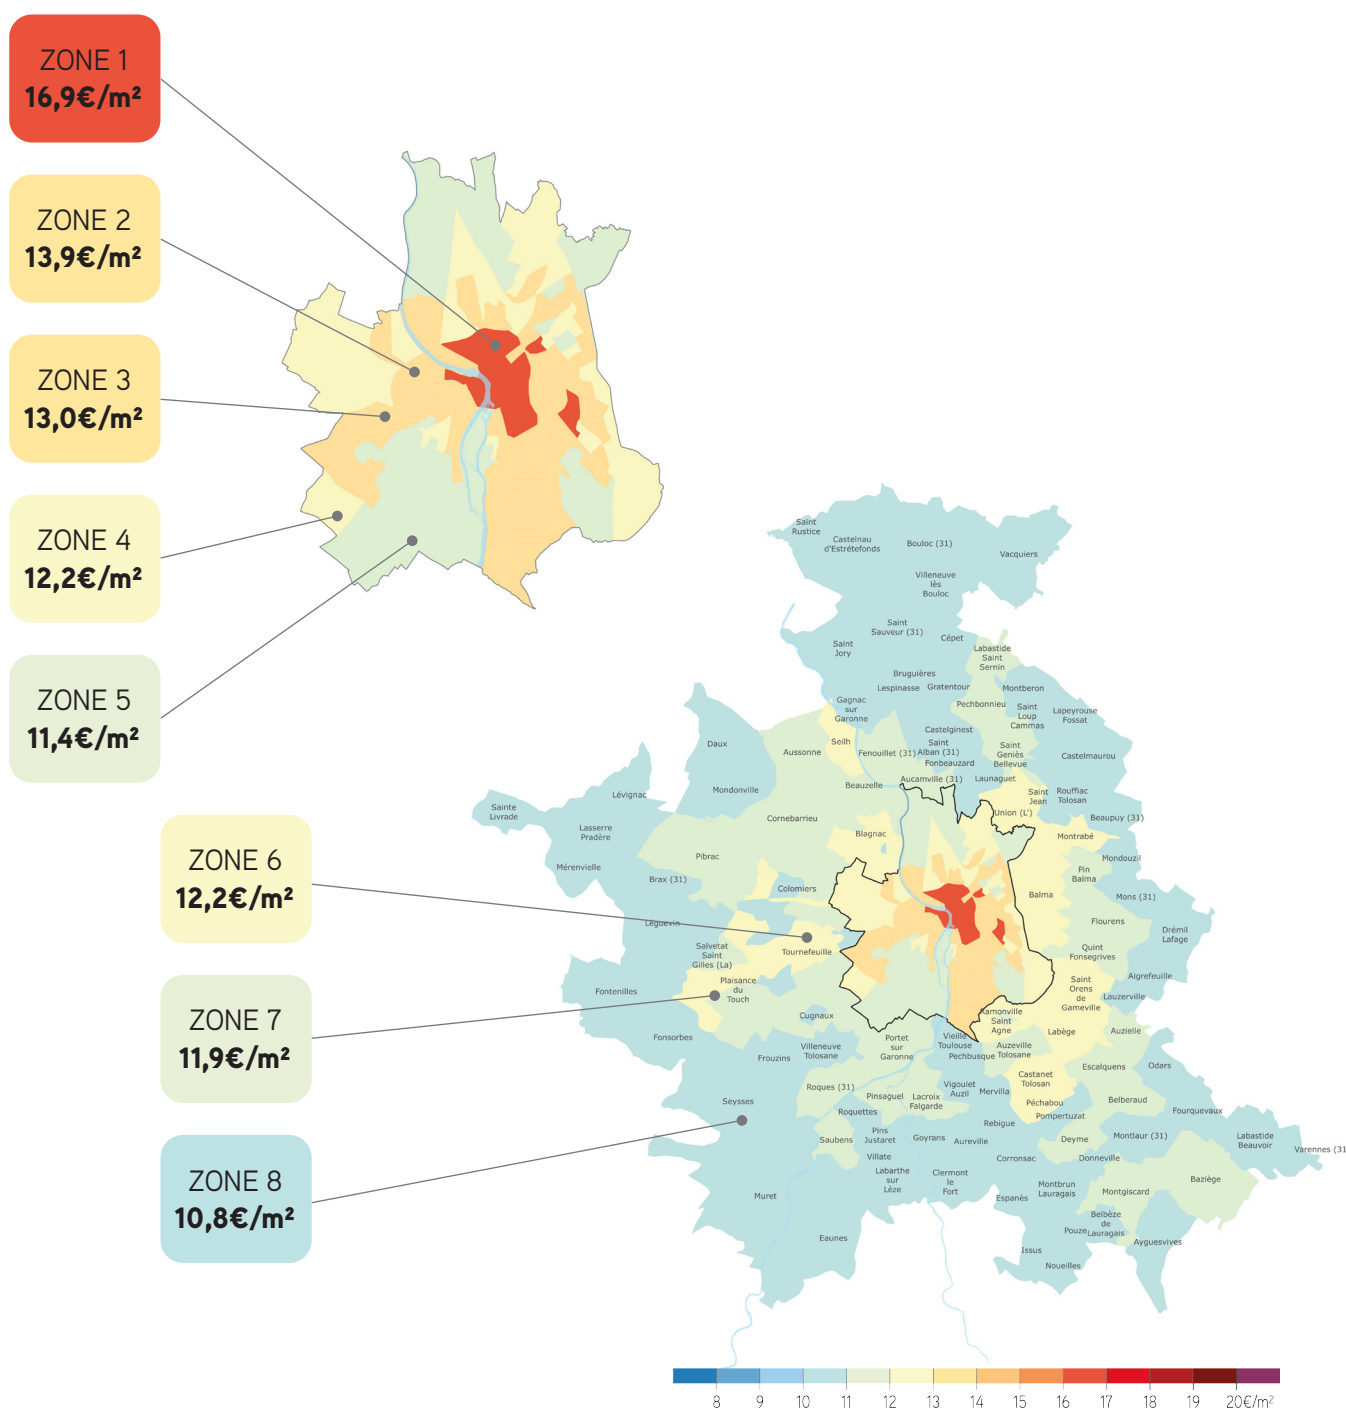 ZONE 1
16,9€/m²
ZONE 2
13,9€/m²
ZONE 3
13,0€/m²
ZONE 4
12,2€/m²
ZONE 5
11,4€/m²
ZONE 6
12,2€/m²
ZONE 7
11,9€/m²
ZONE 8
10,8€/m²
Saint
Rustice
Castelnau
d'Estrétefonds
Bouloc (31)
Vacquiers
Villeneuve
lès
Bouloc
Saint
Sauveur (31)
Cépet
Saint
Jory
Labastide
Saint
Sernin
Bruguières
Lespinasse
Gratentour
Montberon
Gagnac
sur
Garonne
Pechbonnieu
Saint
Loup
Cammas
Lapeyrouse
Fossat
Castelginest
Daux
Aussonne
Seilh
Fenouillet (31)
Saint
Alban (31)
Fonbeauzard
Saint
Geniès
Bellevue
Castelmaurou
Mondonville
Beauzelle
Aucamville (31)
Launaguet
Saint
Jean
Rouffiac
Tolosan
Lévignac
Sainte
Livrade
Lasserre
Pradère
Cornebarrieu
Blagnac
Union (L')
Beaupuy (31)
Montrabé
Mérenvielle
Pibrac
Mondouzil
Brax (31)
Colomiers
Pin
Balma
Balma
Mons (31)
Léguevin
Flourens
Drémil
Lafage
Salvetat
Saint
Gilles (La)
Tournefeuille
Quint
Fonsegrives
Aigrefeuille
Fontenilles
Plaisance
du
Touch
Saint
Orens
de
Gameville
Lauzerville
Cugnaux
Ramonville
Saint
Agne
Labège
Auzielle
Fonsorbes
Frouzins
Villeneuve
Tolosane
Portet
sur
Garonne
Vieille
Toulouse
Pechbusque
Auzeville
Tolosane
Escalquens
Odars
Castanet
Tolosan
Roques (31)
Pinsaguel
Lacroix
Falgarde
Vigoulet
Auzil
Mervilla
Péchabou
Pompertuzat
Belberaud
Fourquevaux
Seysses
Roquettes
Rebigue
Saubens
Pins
Justaret
Goyrans
Aureville
Deyme
Montlaur (31)
Labastide
Beauvoir
Varennes (31
Villate
Corronsac
Donneville
Labarthe
sur
Lèze
Clermont
le
Fort
Baziège
Muret
Espanès
Montbrun
Lauragais
Montgiscard
Eaunes
Pouze
Belbèze
de
Lauragais
Ayguesvives
Issus
Noueilles
8 9 10 11 12 13 14 15 16 17 18 19 20€/m²